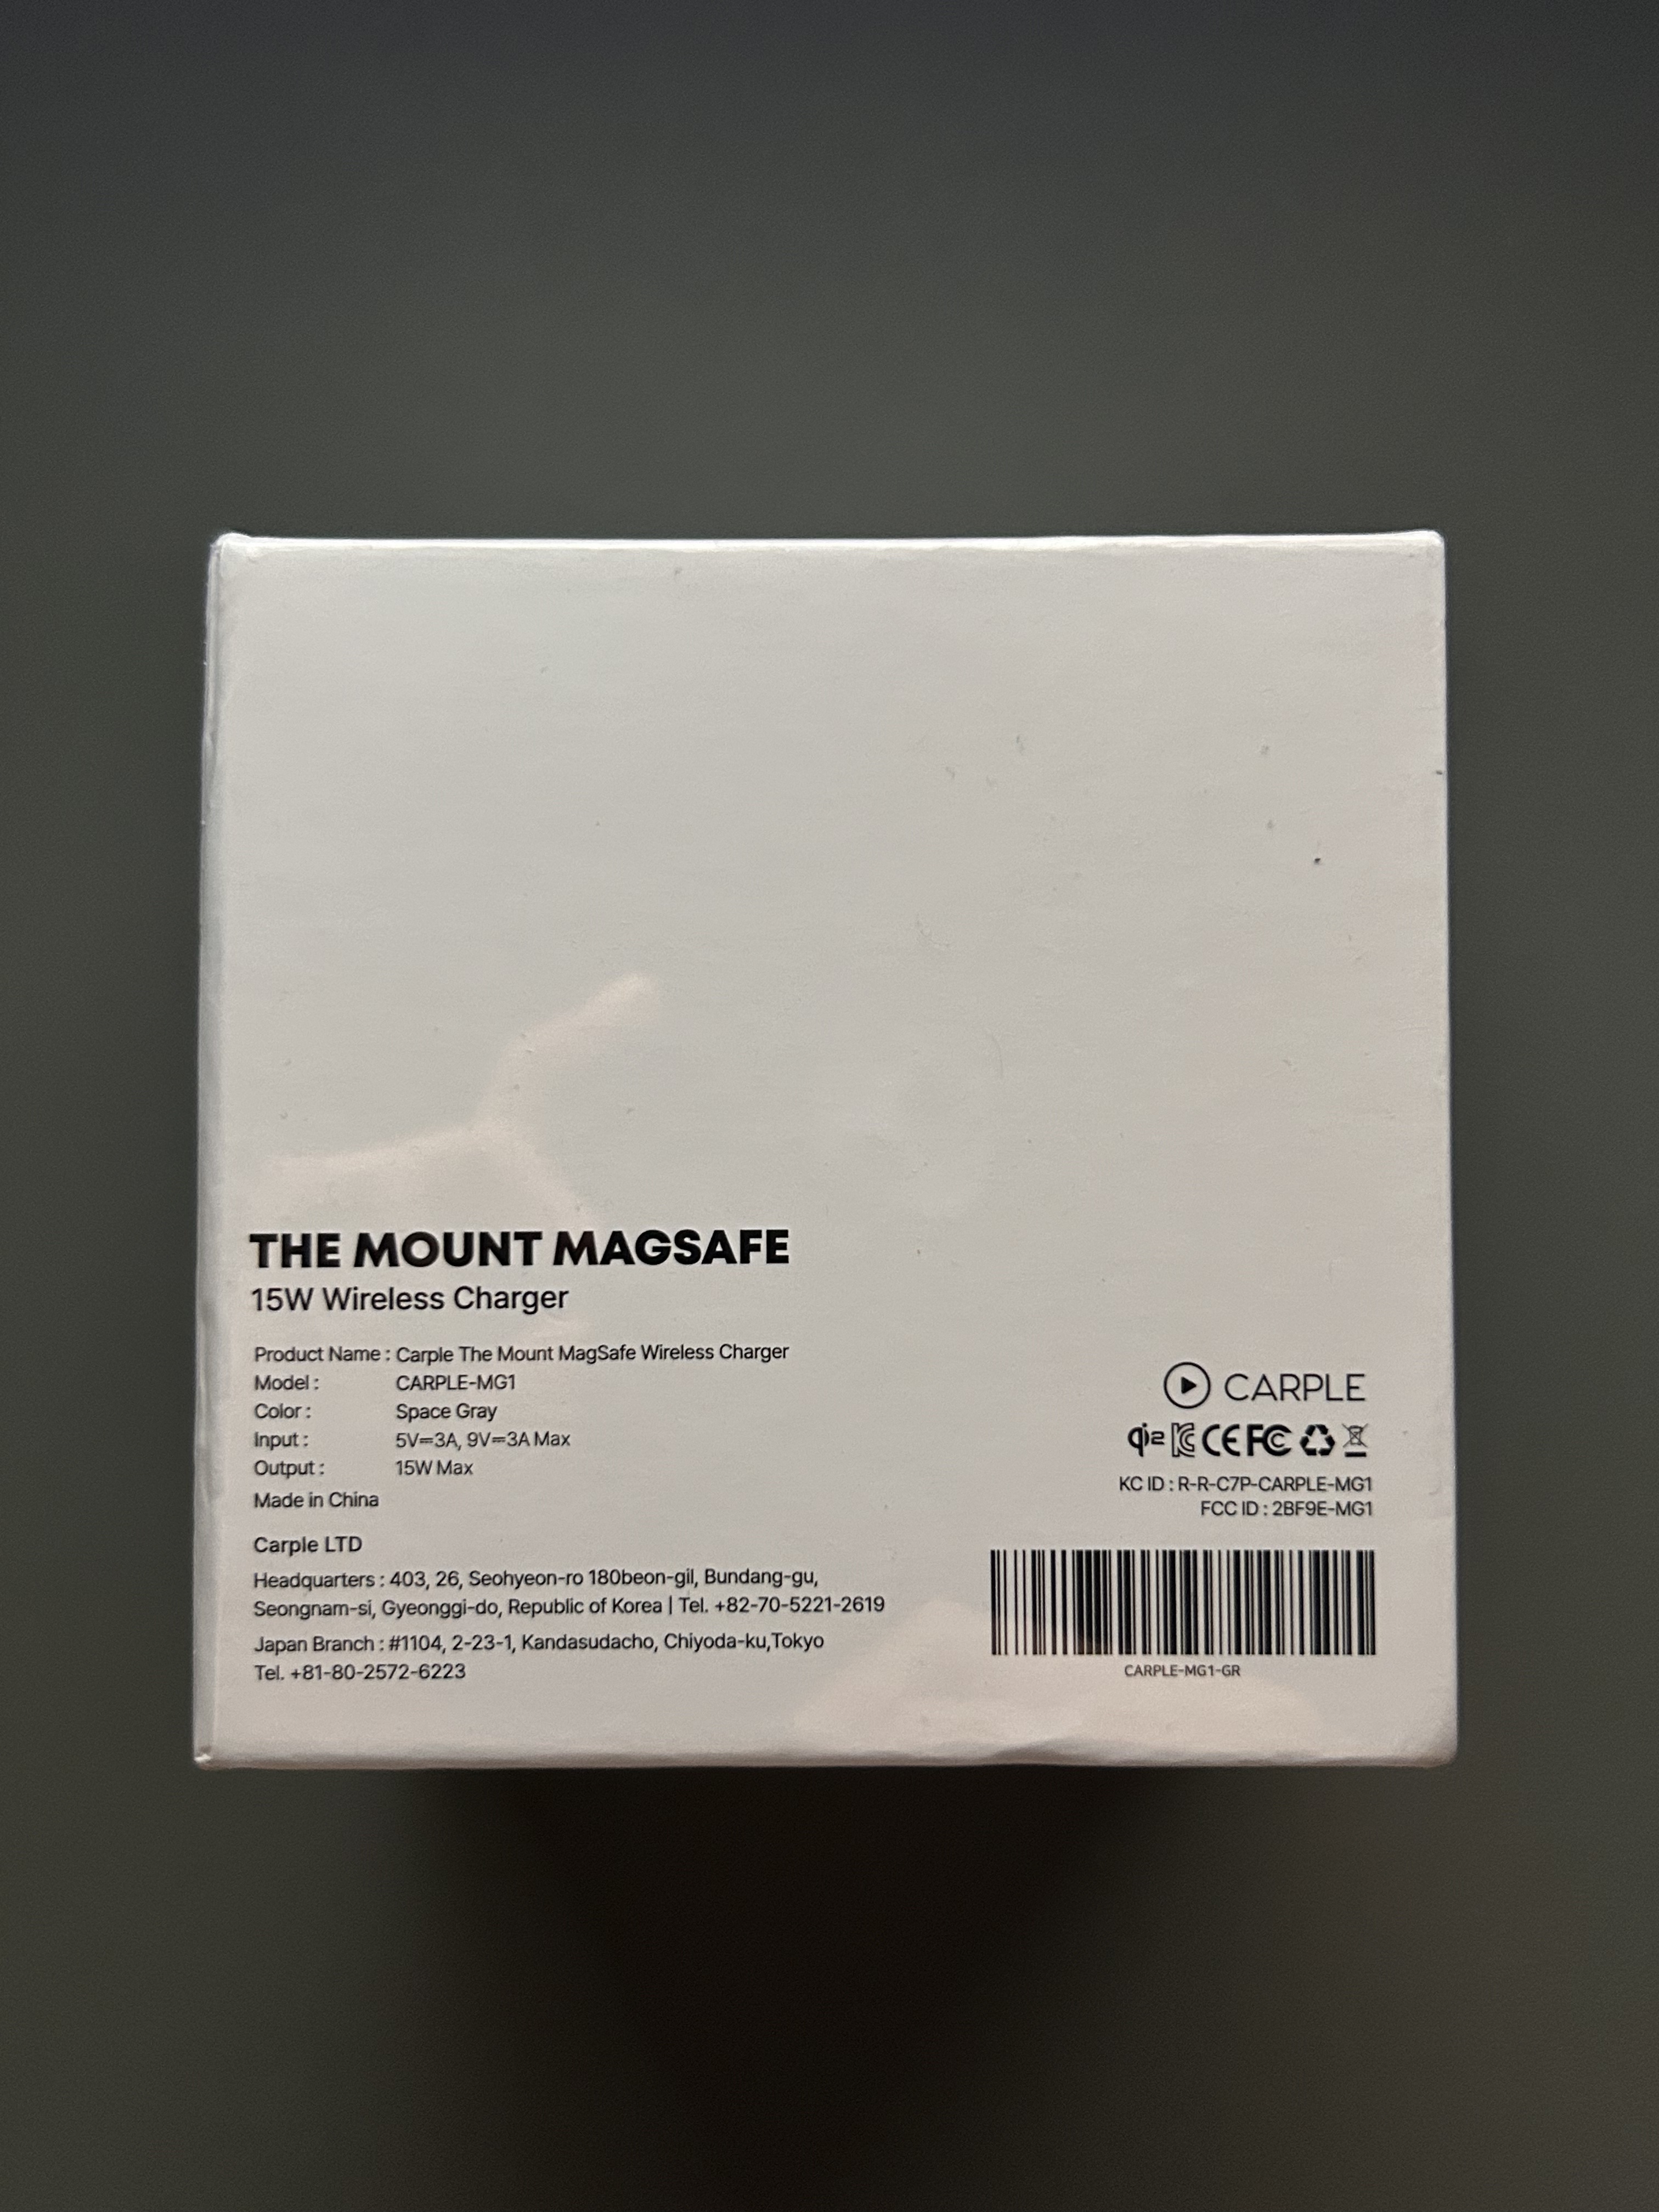 THE MOUNT MAGSAFE
15W Wireless Charger
Product Name : Carple The Mount MagSafe Wireless Charger
Model : CARPLE-MG1
Color : Space Gray
Input : 5V⎓3A, 9V⎓3A Max
Output : 15W Max
Made in China
Carple LTD
Headquarters : 403, 26, Seohyeon-ro 180beon-gil, Bundang-gu,
Seongnam-si, Gyeonggi-do, Republic of Korea | Tel. +82-70-5221-2619
Japan Branch : #1104, 2-23-1, Kandasudacho, Chiyoda-ku,Tokyo
Tel. +81-80-2572-6223
CARPLE
qi2 KC CE FC
KC ID : R-R-C7P-CARPLE-MG1
FCC ID : 2BF9E-MG1
CARPLE-MG1-GR